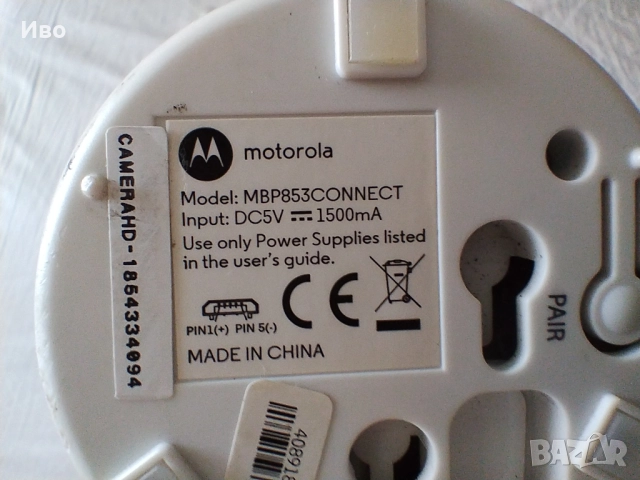 Иво
CAMERAHD-1854334094
motorola
Model: MBP853CONNECT
Input: DC5V ⎓ 1500mA
Use only Power Supplies listed
in the user's guide.
PIN1(+) PIN 5(-)
MADE IN CHINA
PAIR
BAZAR